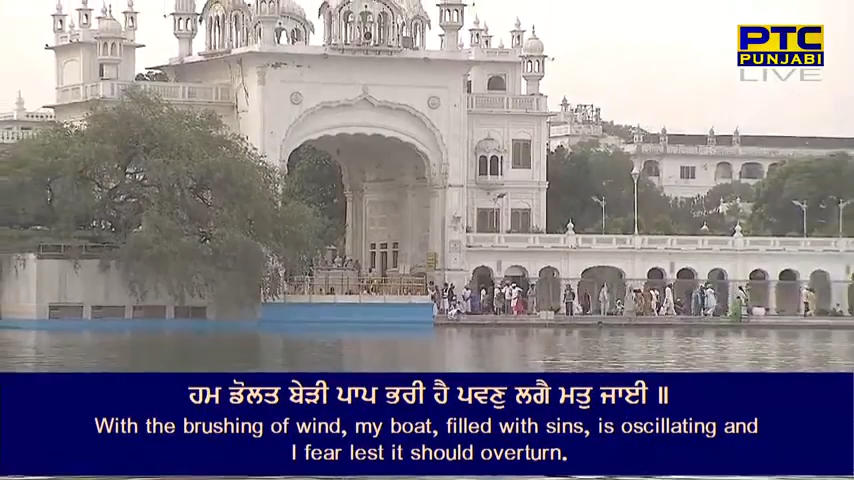 PTC
PUNJABI
LIVE
ਹਮ ਡੋਲਤ ਬੇੜੀ ਪਾਪ ਭਰੀ ਹੈ ਪਵਣੁ ਲਗੈ ਮਤੁ ਜਾਈ ॥
With the brushing of wind, my boat, filled with sins, is oscillating and
I fear lest it should overturn.